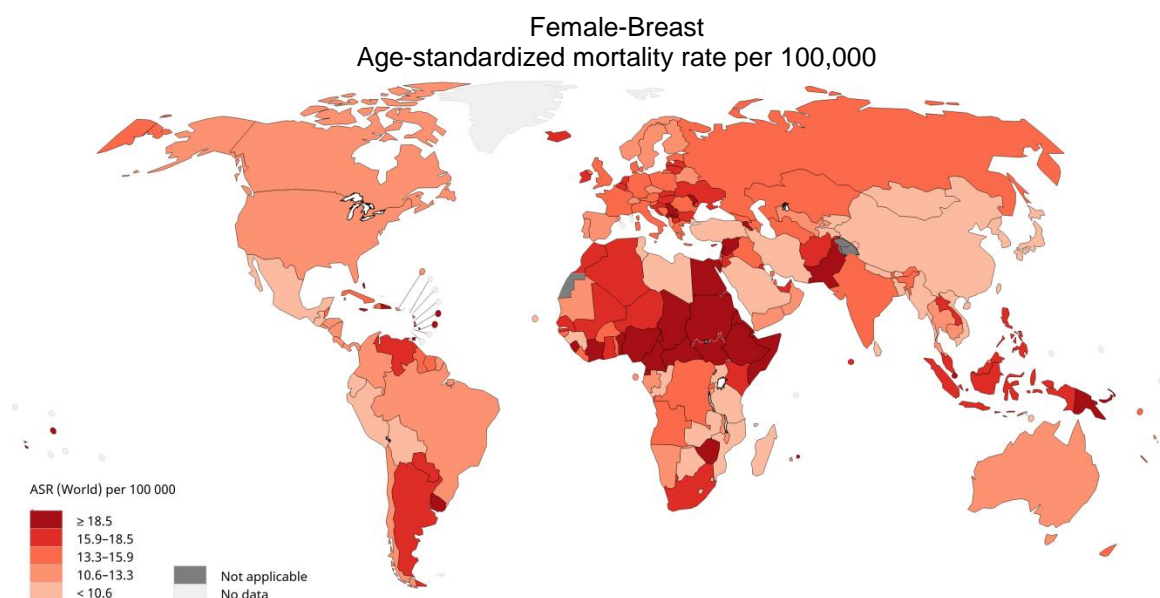 Female-Breast
Age-standardized mortality rate per 100,000
ASR (World) per 100 000
≥ 18.5
15.9–18.5
13.3–15.9
10.6–13.3
< 10.6
Not applicable
No data